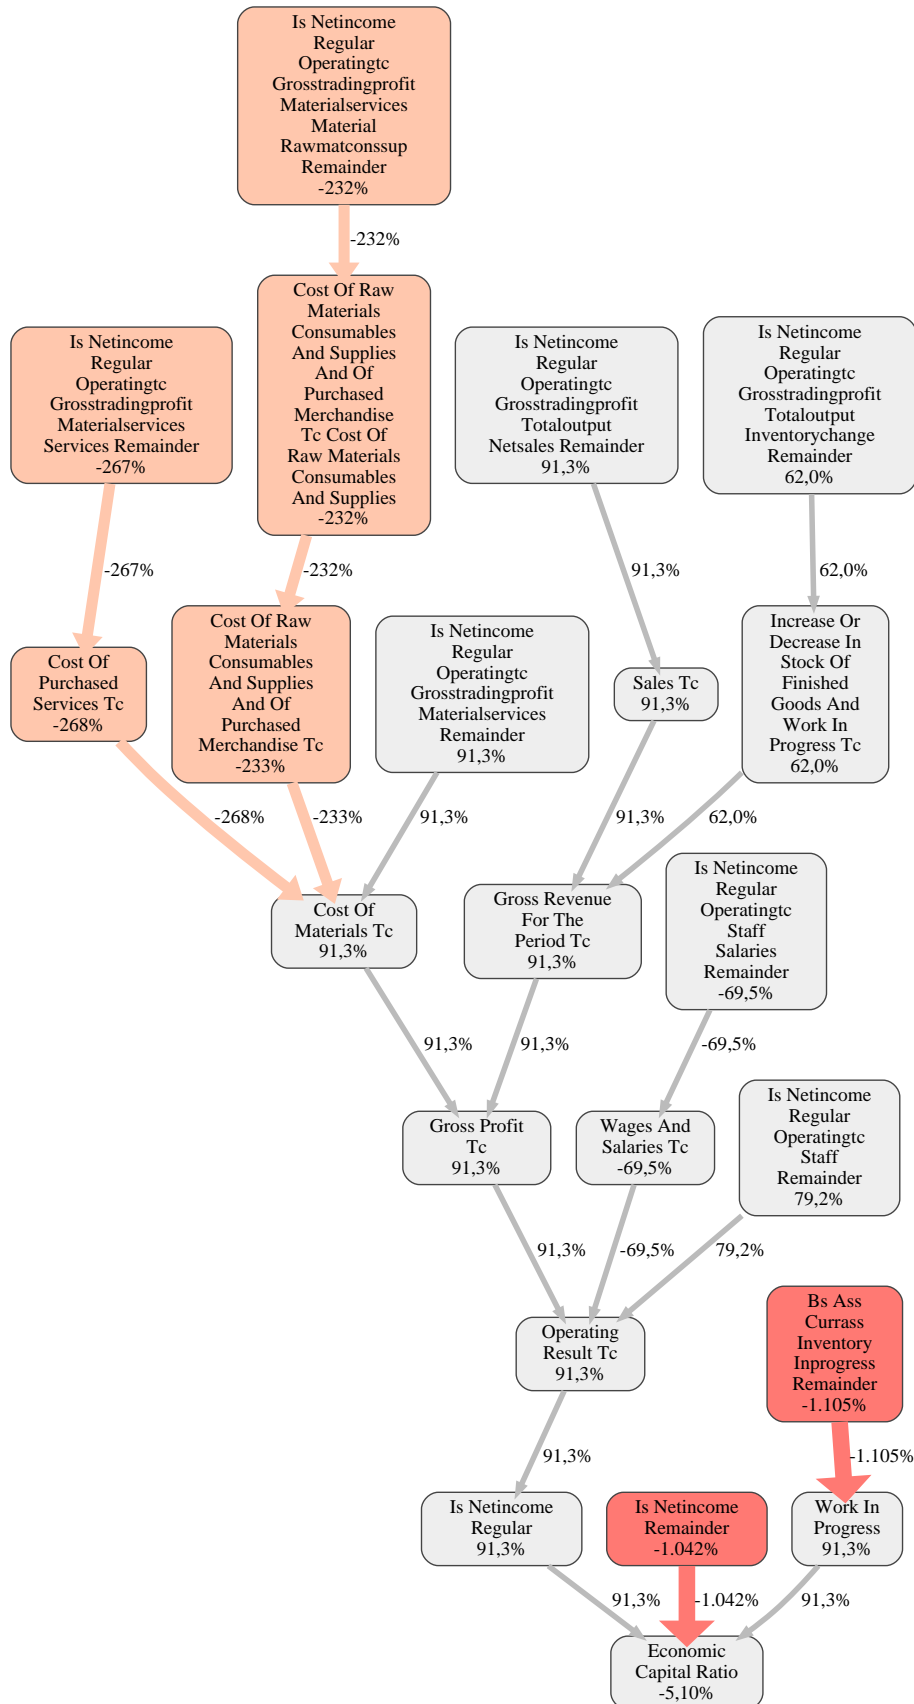 Is Netincome
Regular
Operatingtc
Grosstradingprofit
Materialservices
Material
Rawmatconssup
Remainder
-232%
-232%
Cost Of Raw
Materials
Consumables
And Supplies
And Of
Purchased
Merchandise
Tc Cost Of
Raw Materials
Consumables
And Supplies
-232%
Is Netincome
Regular
Operatingtc
Grosstradingprofit
Materialservices
Services Remainder
-267%
Is Netincome
Regular
Operatingtc
Grosstradingprofit
Totaloutput
Netsales Remainder
91,3%
Is Netincome
Regular
Operatingtc
Grosstradingprofit
Totaloutput
Inventorychange
Remainder
62,0%
-267%
-232%
91,3%
62,0%
Cost Of
Purchased
Services Tc
-268%
Cost Of Raw
Materials
Consumables
And Supplies
And Of
Purchased
Merchandise Tc
-233%
Is Netincome
Regular
Operatingtc
Grosstradingprofit
Materialservices
Remainder
91,3%
Sales Tc
91,3%
Increase Or
Decrease In
Stock Of
Finished
Goods And
Work In
Progress Tc
62,0%
-268%
-233%
91,3%
91,3%
62,0%
Cost Of
Materials Tc
91,3%
Gross Revenue
For The
Period Tc
91,3%
Is Netincome
Regular
Operatingtc
Staff
Salaries
Remainder
-69,5%
91,3%
91,3%
-69,5%
Gross Profit
Tc
91,3%
Wages And
Salaries Tc
-69,5%
Is Netincome
Regular
Operatingtc
Staff
Remainder
79,2%
91,3%
-69,5%
79,2%
Operating
Result Tc
91,3%
Bs Ass
Currass
Inventory
Inprogress
Remainder
-1.105%
91,3%
-1.105%
Is Netincome
Regular
91,3%
Is Netincome
Remainder
-1.042%
Work In
Progress
91,3%
91,3%
-1.042%
91,3%
Economic
Capital Ratio
-5,10%